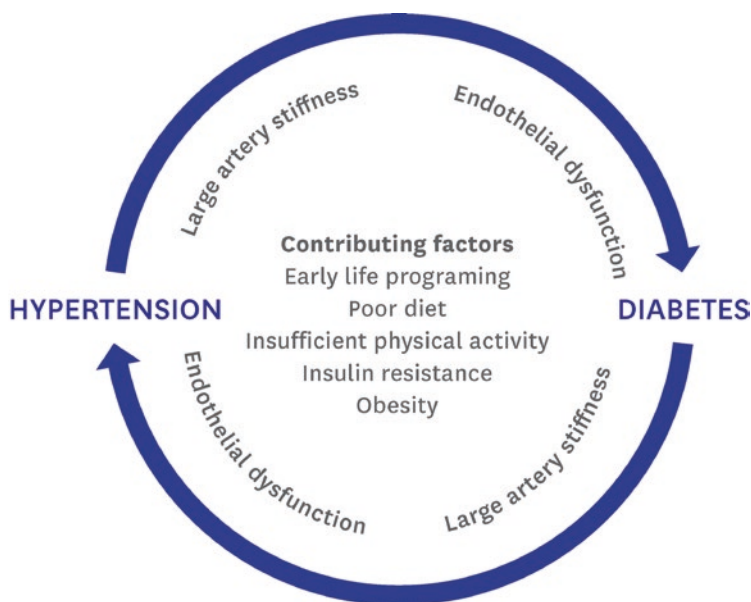 Large artery stiffness
Endothelial dysfunction
Contributing factors
Early life programing
Poor diet
Insufficient physical activity
Insulin resistance
Obesity
HYPERTENSION
DIABETES
Endothelial dysfunction
Large artery stiffness